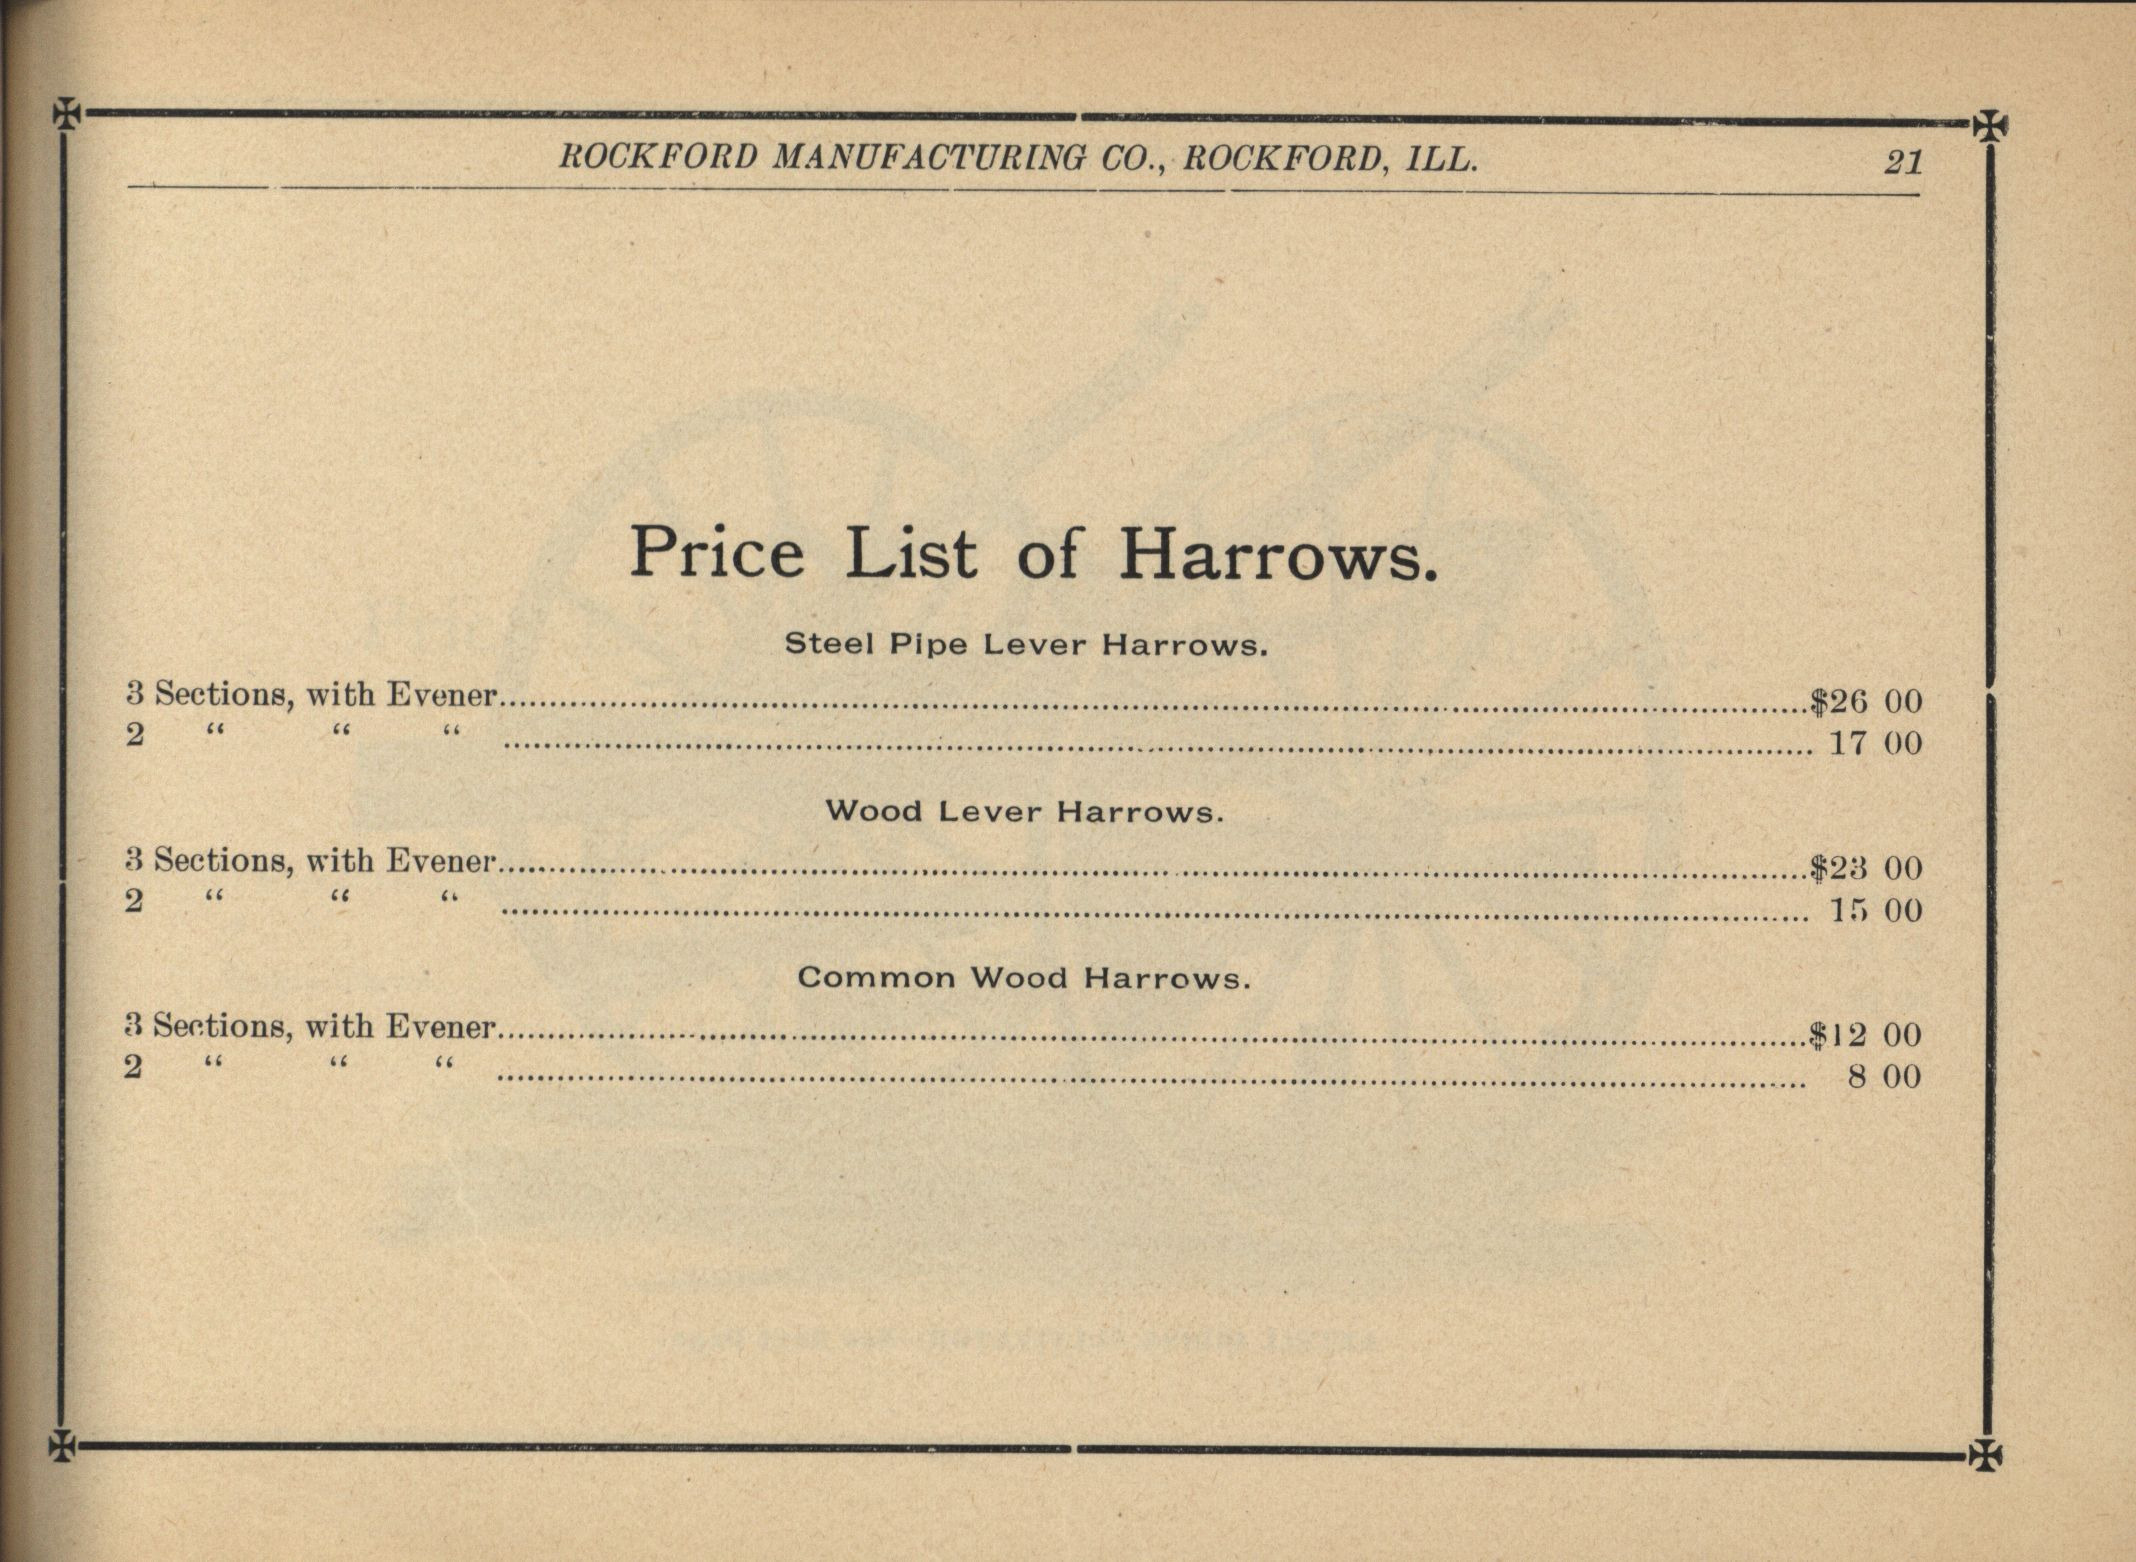 ROCKFORD MANUFACTURING CO., ROCKFORD, ILL. 21
Price List of Harrows.
Steel Pipe Lever Harrows.
3 Sections, with Evener..........$26 00
2 “ “ “ .......... 17 00
Wood Lever Harrows.
3 Sections, with Evener..........$23 00
2 “ “ “ .......... 15 00
Common Wood Harrows.
3 Sections, with Evener..........$12 00
2 “ “ “ .......... 8 00